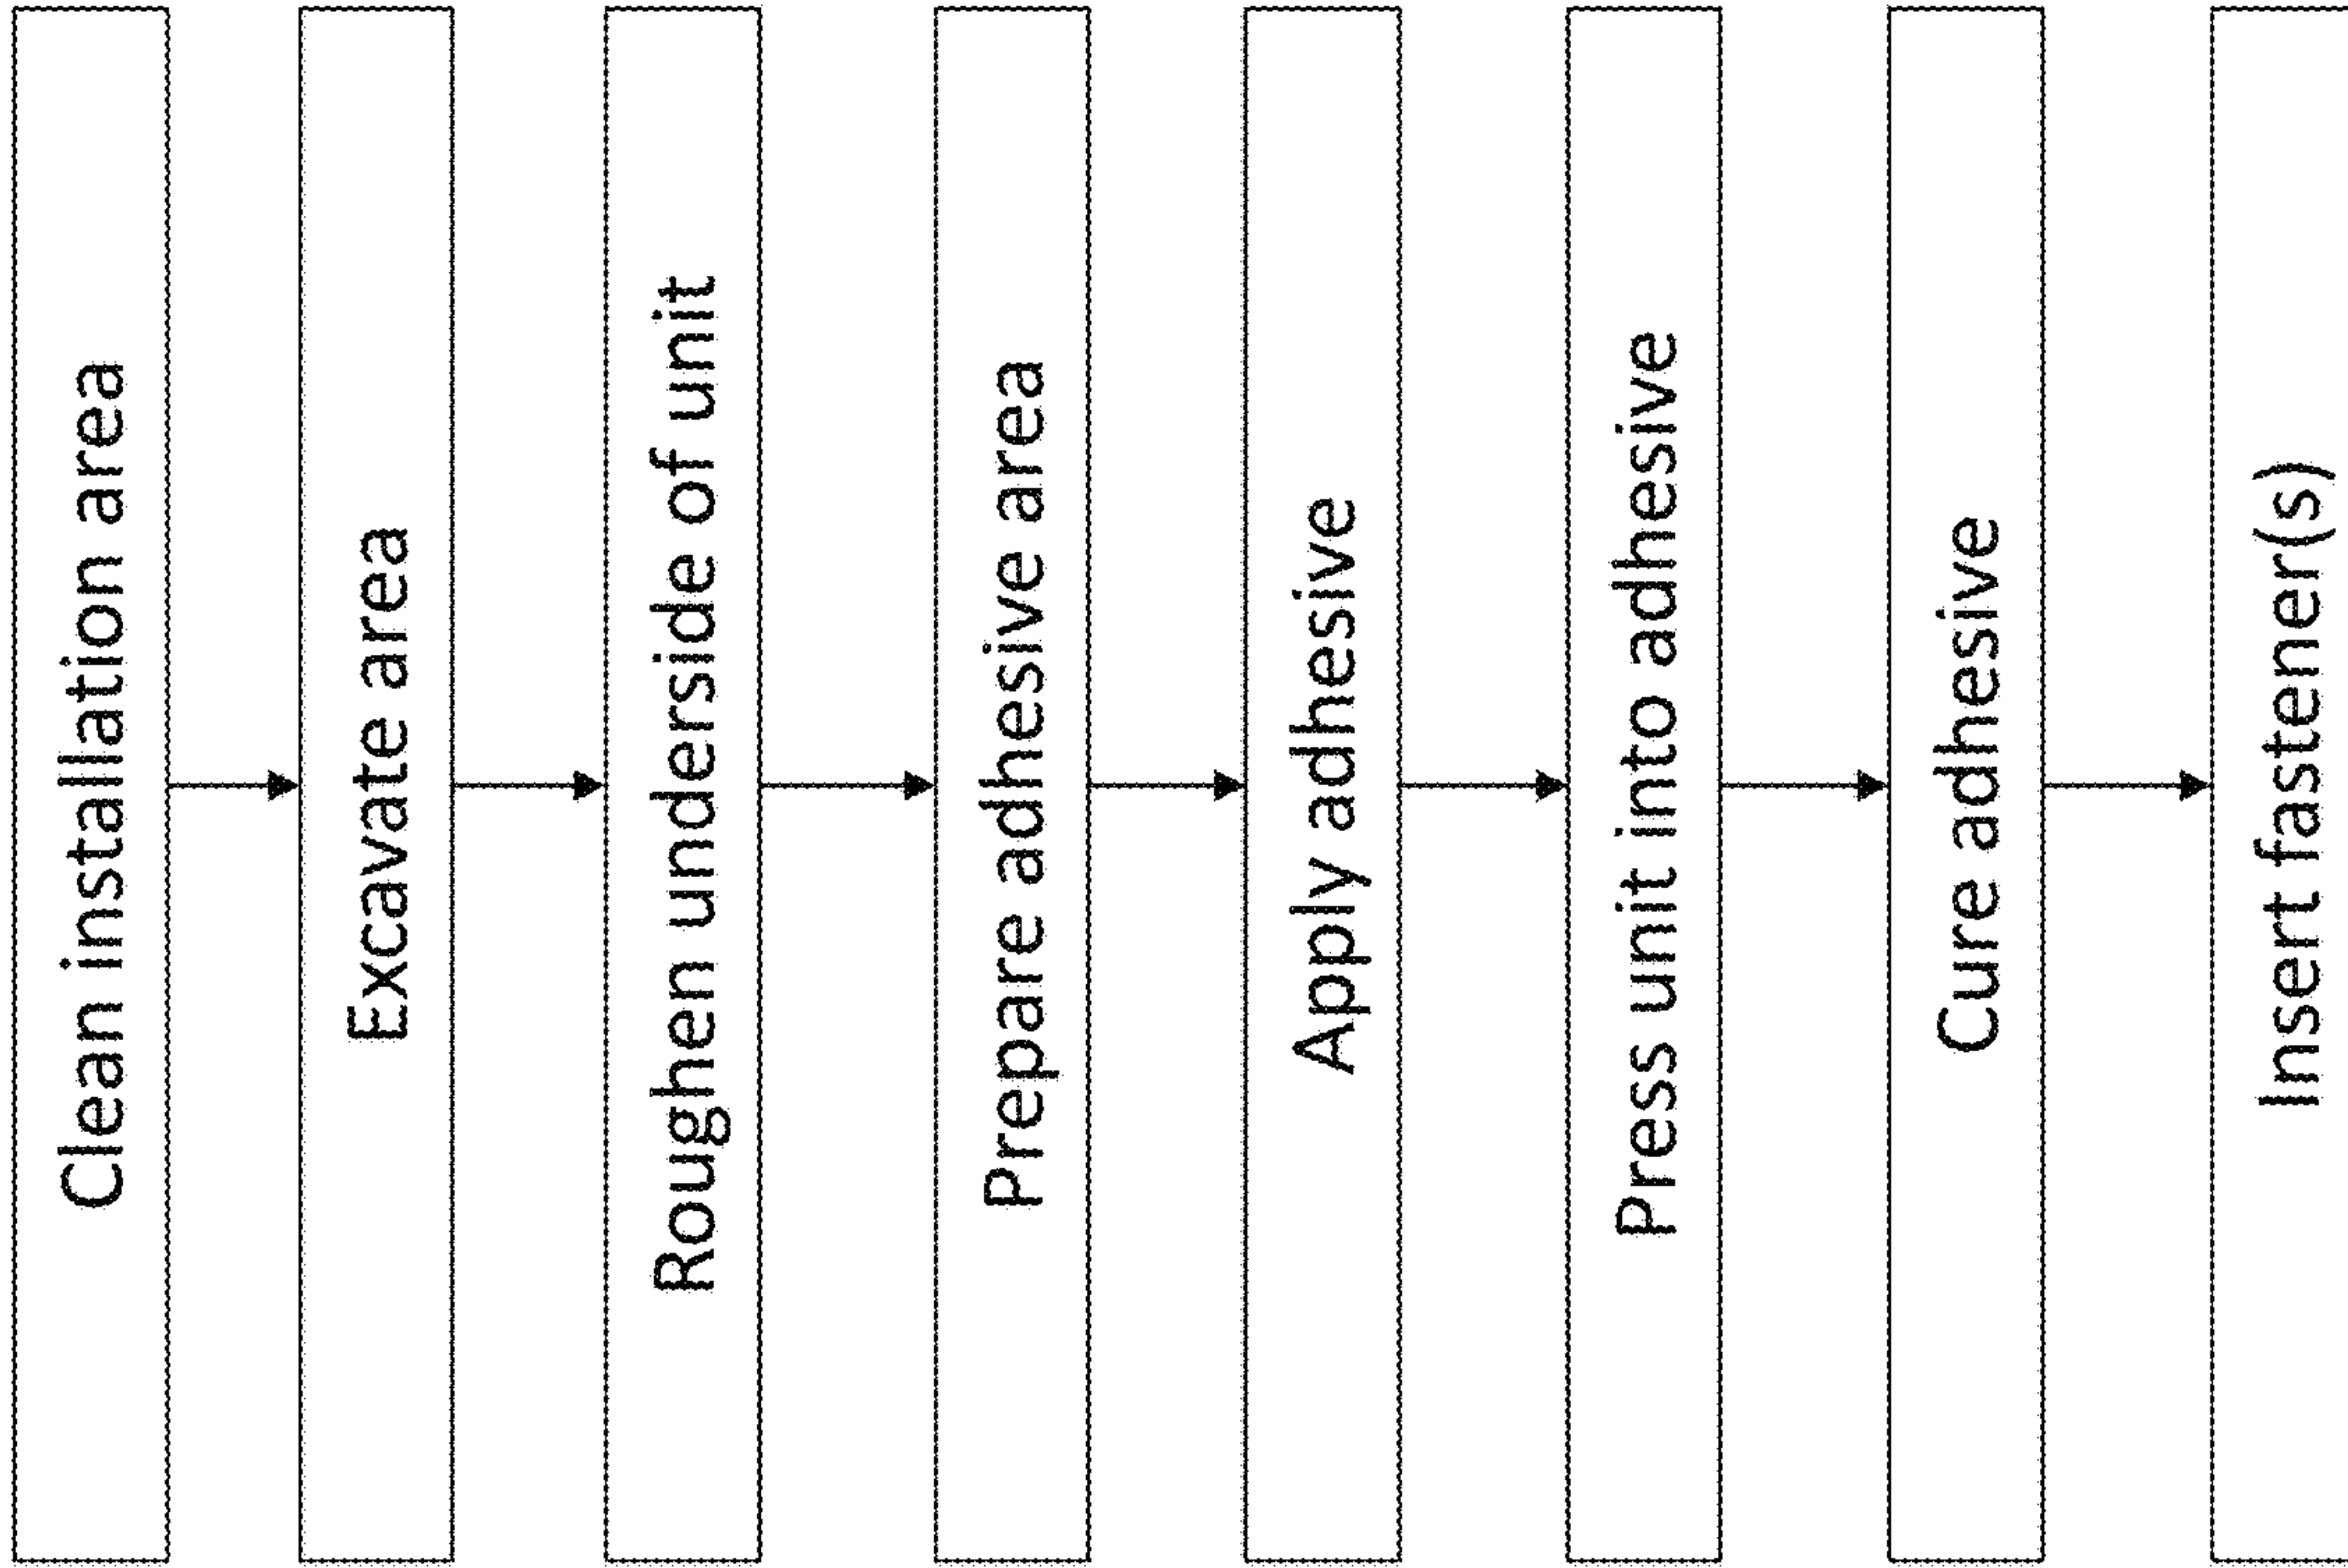 Clean installation area
Excavate area
Roughen underside of unit
Prepare adhesive area
Apply adhesive
Press unit into adhesive
Cure adhesive
Insert fastener(s)